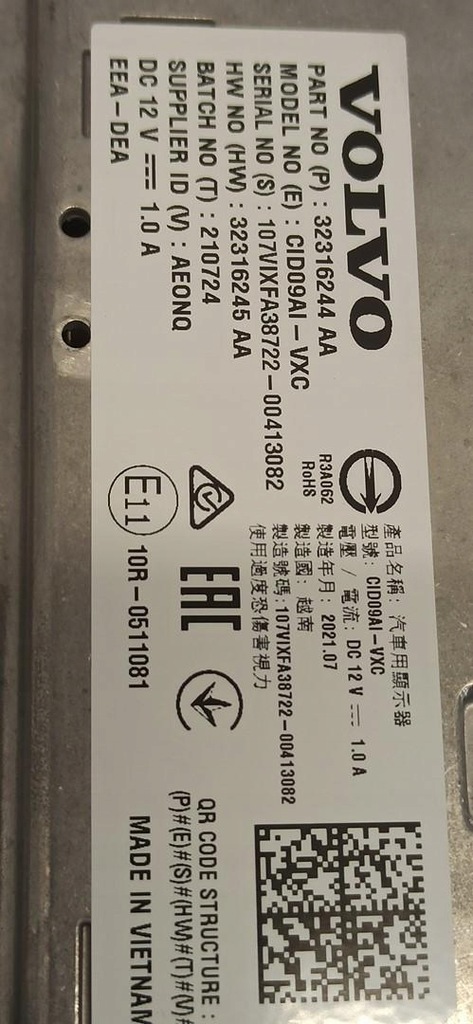 VOLVO
PART NO (P) : 32316244 AA
MODEL NO (E) : CID09AI-VXC
SERIAL NO (S) : 107VIXFA38722-00413082
HW NO (HW) : 32316245 AA
BATCH NO (T) : 210724
SUPPLIER ID (V) : AEONQ
DC 12 V 1.0 A
EEA-DEA
R3A062
RoHS
產品名稱: 汽車用顯示器
型號: CID09AI-VXC
電壓 / 電流: DC 12 V 1.0 A
製造年月: 2021.07
製造國: 越南
製造號碼:107VIXFA38722-00413082
使用過度恐傷害視力
EAC
E11 10R-0511081
QR CODE STRUCTURE :
(P)#(E)#(S)#(HW)#(T)#(V)#
MADE IN VIETNAM